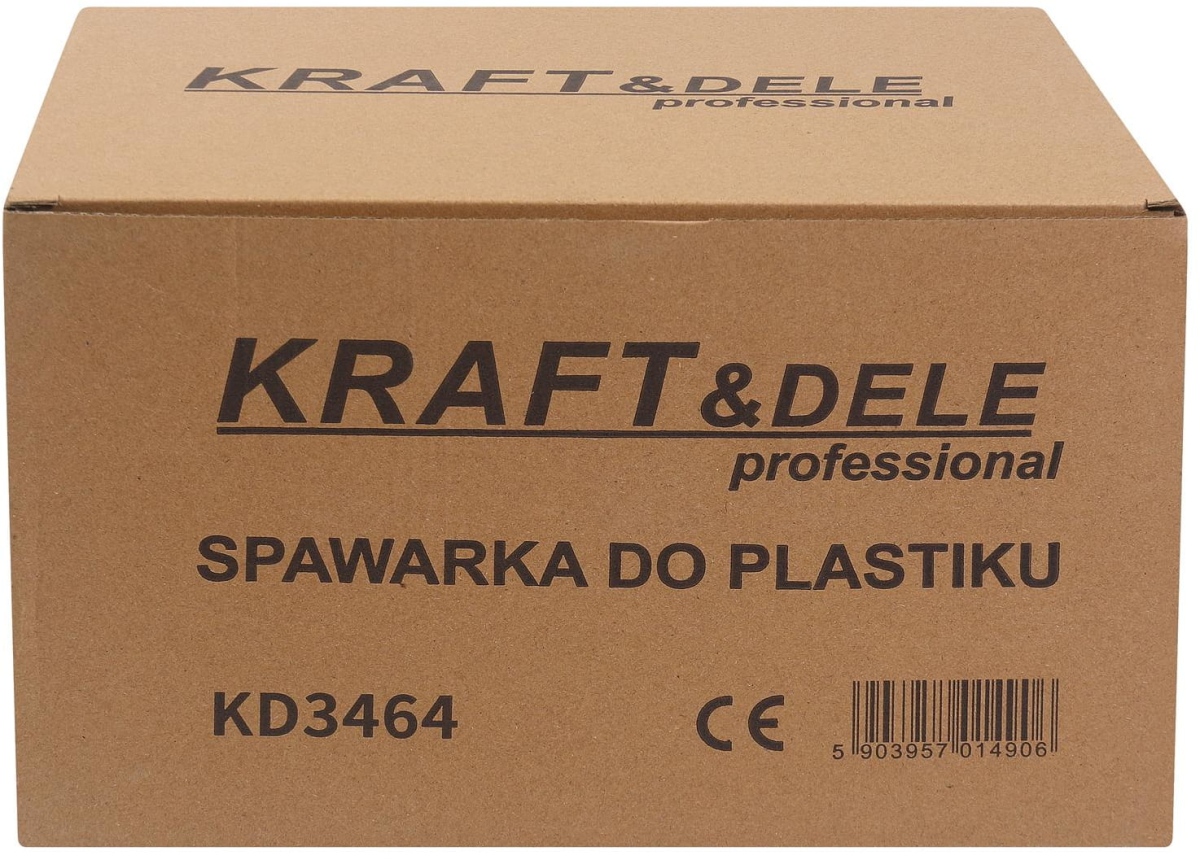 KRAFT&DELE
professional
KRAFT&DELE
professional
SPAWARKA DO PLASTIKU
KD3464 CE
5 903957 014906